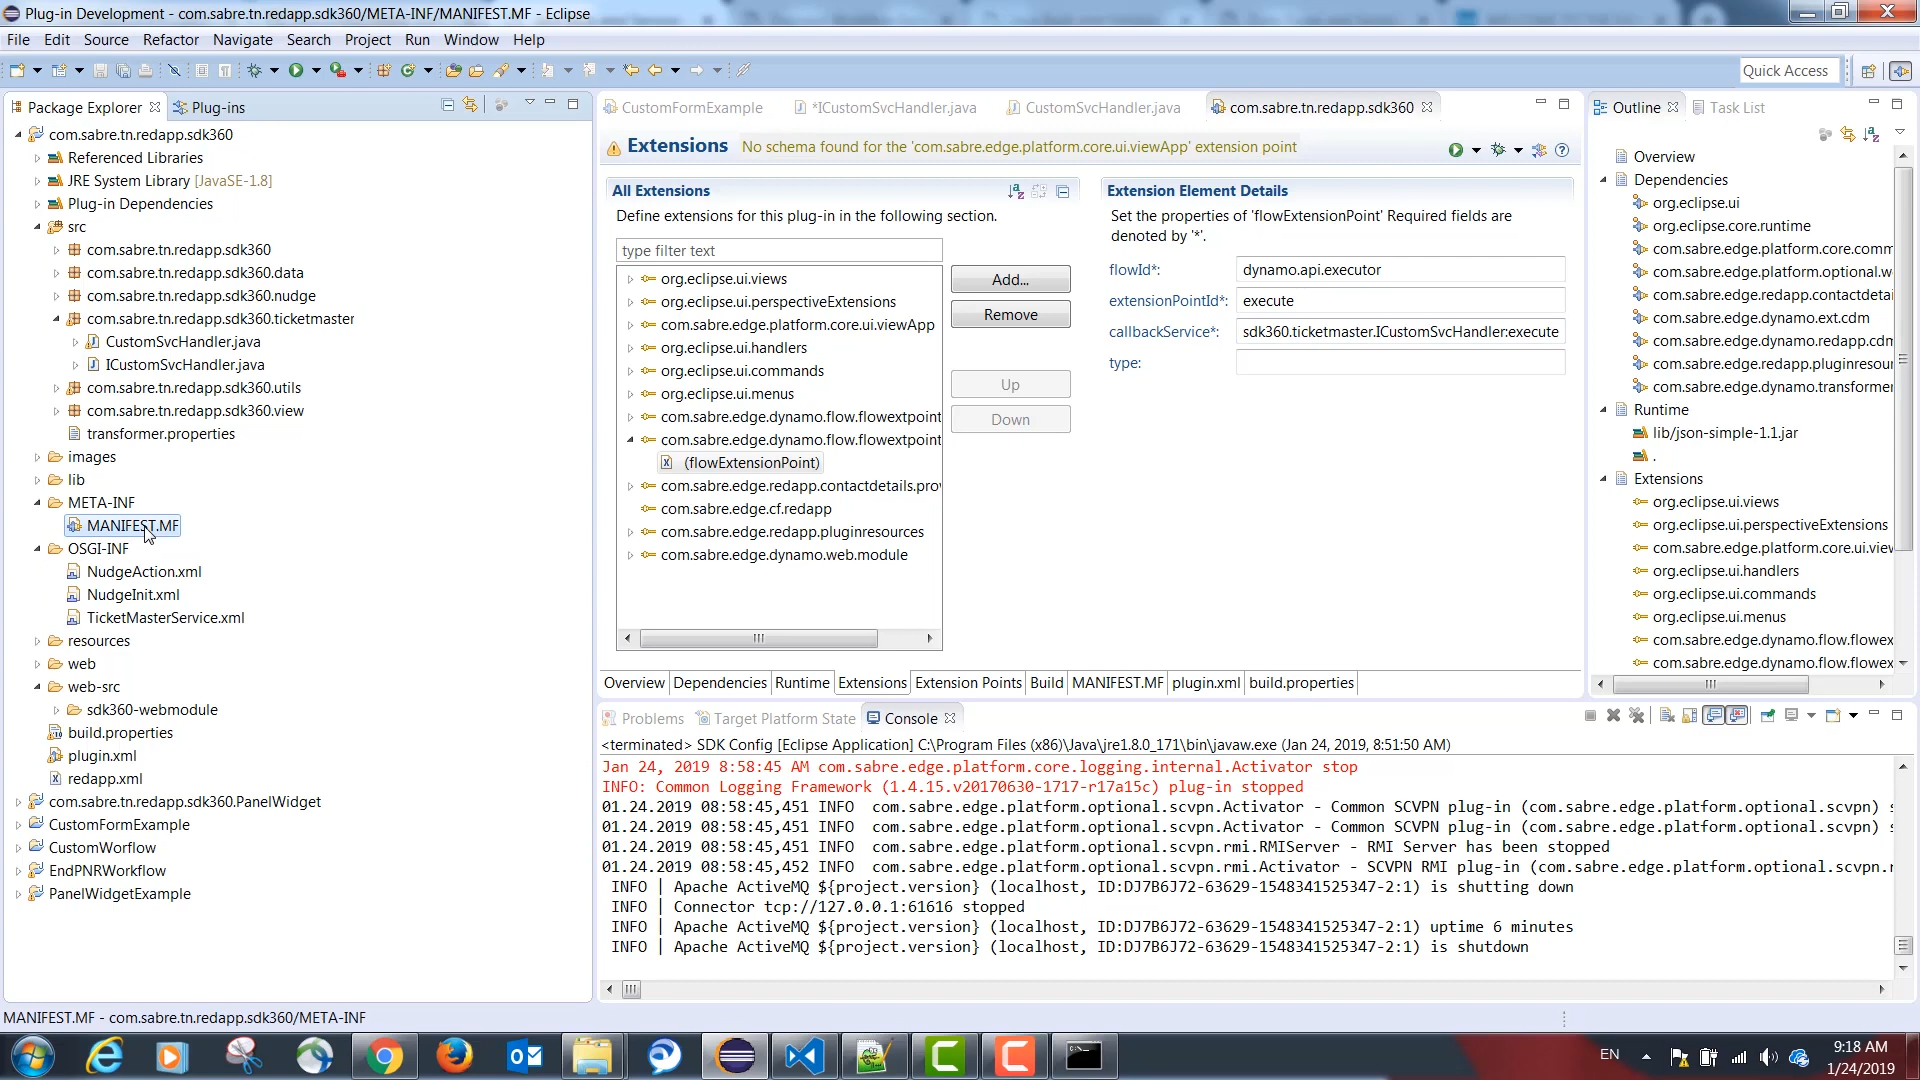 Plug-in Development - com.sabre.tn.redapp.sdk360/META-INF/MANIFEST.MF - Eclipse
File Edit Source Refactor Navigate Search Project Run Window Help
Quick Access
Package Explorer Plug-ins
com.sabre.tn.redapp.sdk360
Referenced Libraries
JRE System Library [JavaSE-1.8]
Plug-in Dependencies
src
com.sabre.tn.redapp.sdk360
com.sabre.tn.redapp.sdk360.data
com.sabre.tn.redapp.sdk360.nudge
com.sabre.tn.redapp.sdk360.ticketmaster
CustomSvcHandler.java
ICustomSvcHandler.java
com.sabre.tn.redapp.sdk360.utils
com.sabre.tn.redapp.sdk360.view
transformer.properties
images
lib
META-INF
MANIFEST.MF
OSGI-INF
NudgeAction.xml
NudgeInit.xml
TicketMasterService.xml
resources
web
web-src
sdk360-webmodule
build.properties
plugin.xml
redapp.xml
com.sabre.tn.redapp.sdk360.PanelWidget
CustomFormExample
CustomWorflow
EndPNRWorkflow
PanelWidgetExample
CustomFormExample *ICustomSvcHandler.java CustomSvcHandler.java com.sabre.tn.redapp.sdk360
Extensions No schema found for the 'com.sabre.edge.platform.core.ui.viewApp' extension point
All Extensions
Define extensions for this plug-in in the following section.
type filter text
org.eclipse.ui.views
org.eclipse.ui.perspectiveExtensions
com.sabre.edge.platform.core.ui.viewApp
org.eclipse.ui.handlers
org.eclipse.ui.commands
org.eclipse.ui.menus
com.sabre.edge.dynamo.flow.flowextpoint
com.sabre.edge.dynamo.flow.flowextpoint
(flowExtensionPoint)
com.sabre.edge.redapp.contactdetails.pro
com.sabre.edge.cf.redapp
com.sabre.edge.redapp.pluginresources
com.sabre.edge.dynamo.web.module
Add...
Remove
Up
Down
Extension Element Details
Set the properties of 'flowExtensionPoint' Required fields are
denoted by '*'.
flowId*: dynamo.api.executor
extensionPointId*: execute
callbackService*: sdk360.ticketmaster.ICustomSvcHandler:execute
type:
Overview Dependencies Runtime Extensions Extension Points Build MANIFEST.MF plugin.xml build.properties
Outline Task List
Overview
Dependencies
org.eclipse.ui
org.eclipse.core.runtime
com.sabre.edge.platform.core.comm
com.sabre.edge.platform.optional.w
com.sabre.edge.redapp.contactdetai
com.sabre.edge.dynamo.ext.cdm
com.sabre.edge.dynamo.redapp.cdm
com.sabre.edge.redapp.pluginresour
com.sabre.edge.dynamo.transformer
Runtime
lib/json-simple-1.1.jar
.
Extensions
org.eclipse.ui.views
org.eclipse.ui.perspectiveExtensions
com.sabre.edge.platform.core.ui.view
org.eclipse.ui.handlers
org.eclipse.ui.commands
org.eclipse.ui.menus
com.sabre.edge.dynamo.flow.flowex
com.sabre.edge.dynamo.flow.flowex
Problems Target Platform State Console
<terminated> SDK Config [Eclipse Application] C:\Program Files (x86)\Java\jre1.8.0_171\bin\javaw.exe (Jan 24, 2019, 8:51:50 AM)
Jan 24, 2019 8:58:45 AM com.sabre.edge.platform.core.logging.internal.Activator stop
INFO: Common Logging Framework (1.4.15.v20170630-1717-r17a15c) plug-in stopped
01.24.2019 08:58:45,451 INFO com.sabre.edge.platform.optional.scvpn.Activator - Common SCVPN plug-in (com.sabre.edge.platform.optional.scvpn) s
01.24.2019 08:58:45,451 INFO com.sabre.edge.platform.optional.scvpn.Activator - Common SCVPN plug-in (com.sabre.edge.platform.optional.scvpn) s
01.24.2019 08:58:45,451 INFO com.sabre.edge.platform.optional.scvpn.rmi.RMIServer - RMI Server has been stopped
01.24.2019 08:58:45,452 INFO com.sabre.edge.platform.optional.scvpn.rmi.Activator - SCVPN RMI plug-in (com.sabre.edge.platform.optional.scvpn.r
INFO | Apache ActiveMQ ${project.version} (localhost, ID:DJ7B6J72-63629-1548341525347-2:1) is shutting down
INFO | Connector tcp://127.0.0.1:61616 stopped
INFO | Apache ActiveMQ ${project.version} (localhost, ID:DJ7B6J72-63629-1548341525347-2:1) uptime 6 minutes
INFO | Apache ActiveMQ ${project.version} (localhost, ID:DJ7B6J72-63629-1548341525347-2:1) is shutdown
MANIFEST.MF - com.sabre.tn.redapp.sdk360/META-INF
EN
9:18 AM
1/24/2019